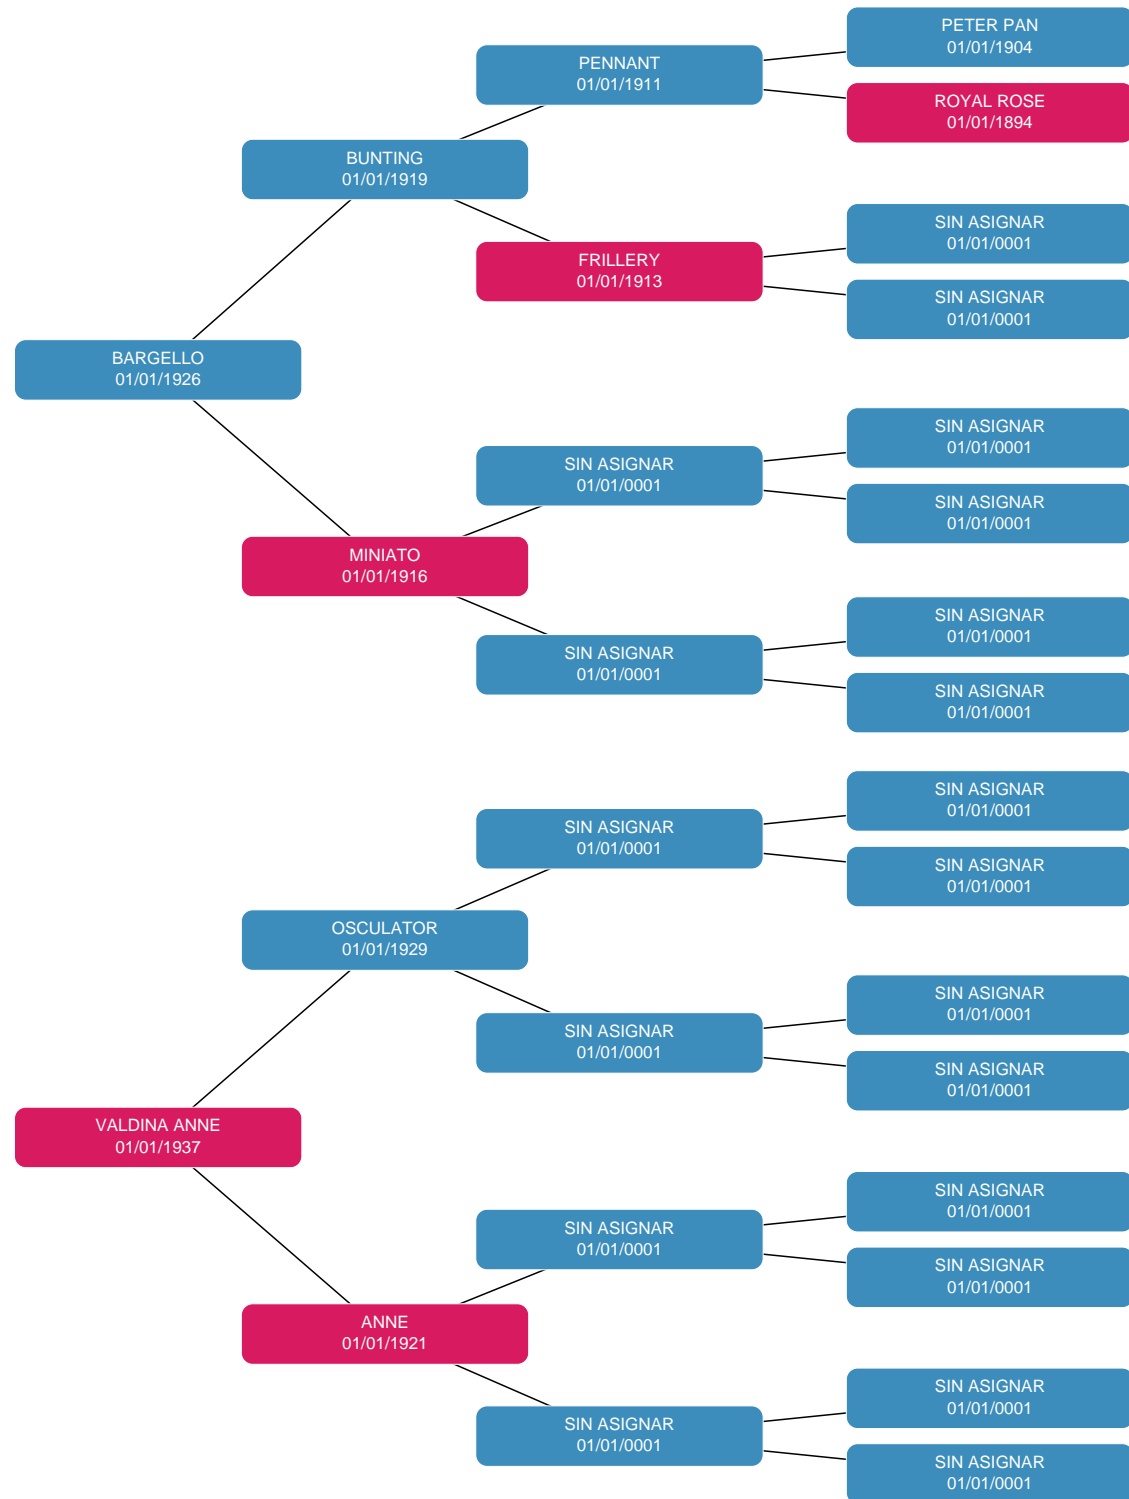 PETER PAN
01/01/1904
PENNANT
01/01/1911
ROYAL ROSE
01/01/1894
BUNTING
01/01/1919
SIN ASIGNAR
01/01/0001
FRILLERY
01/01/1913
SIN ASIGNAR
01/01/0001
BARGELLO
01/01/1926
SIN ASIGNAR
01/01/0001
SIN ASIGNAR
01/01/0001
SIN ASIGNAR
01/01/0001
MINIATO
01/01/1916
SIN ASIGNAR
01/01/0001
SIN ASIGNAR
01/01/0001
SIN ASIGNAR
01/01/0001
SIN ASIGNAR
01/01/0001
SIN ASIGNAR
01/01/0001
SIN ASIGNAR
01/01/0001
OSCULATOR
01/01/1929
SIN ASIGNAR
01/01/0001
SIN ASIGNAR
01/01/0001
SIN ASIGNAR
01/01/0001
VALDINA ANNE
01/01/1937
SIN ASIGNAR
01/01/0001
SIN ASIGNAR
01/01/0001
SIN ASIGNAR
01/01/0001
ANNE
01/01/1921
SIN ASIGNAR
01/01/0001
SIN ASIGNAR
01/01/0001
SIN ASIGNAR
01/01/0001